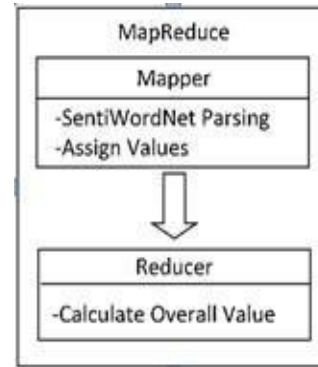 MapReduce
Mapper
-SentiWordNet Parsing
-Assign Values
Reducer
-Calculate Overall Value